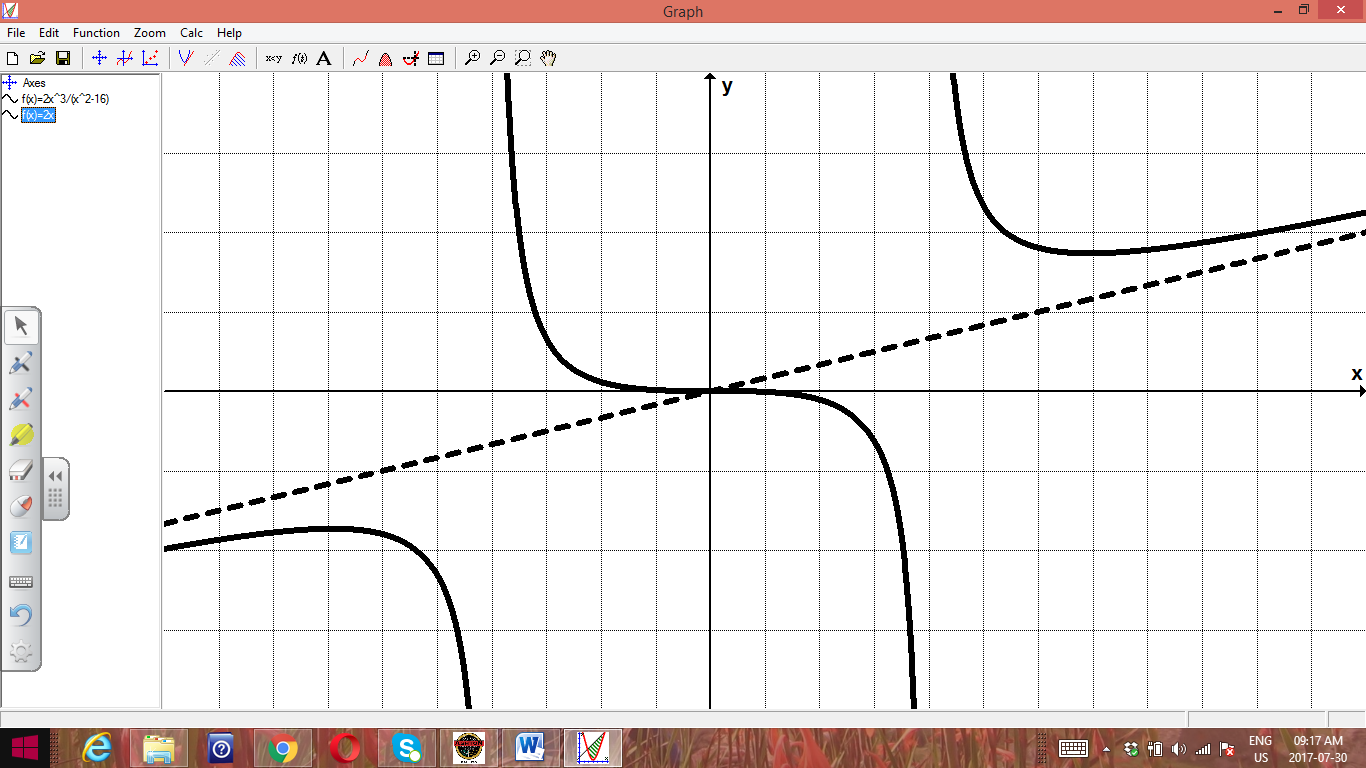 Graph
File Edit Function Zoom Calc Help
Axes
f(x)=2x^3/(x^2-16)
f(x)=2x
y
x
ENG 09:17 AM
US 2017-07-30